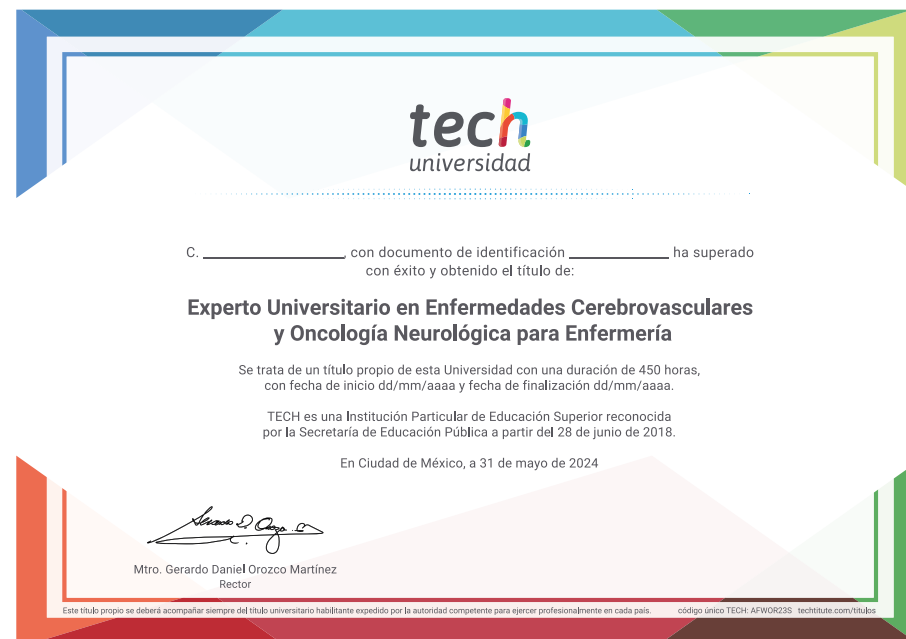 tech
universidad
C. ____________, con documento de identificación ____________ ha superado
con éxito y obtenido el título de:
Experto Universitario en Enfermedades Cerebrovasculares
y Oncología Neurológica para Enfermería
Se trata de un título propio de esta Universidad con una duración de 450 horas,
con fecha de inicio dd/mm/aaaa y fecha de finalización dd/mm/aaaa.
TECH es una Institución Particular de Educación Superior reconocida
por la Secretaría de Educación Pública a partir del 28 de junio de 2018.
En Ciudad de México, a 31 de mayo de 2024
Mtro. Gerardo Daniel Orozco Martínez
Rector
Este título propio se deberá acompañar siempre del título universitario habilitante expedido por la autoridad competente para ejercer profesionalmente en cada país. código único TECH: AFWOR23S techtitute.com/titulos